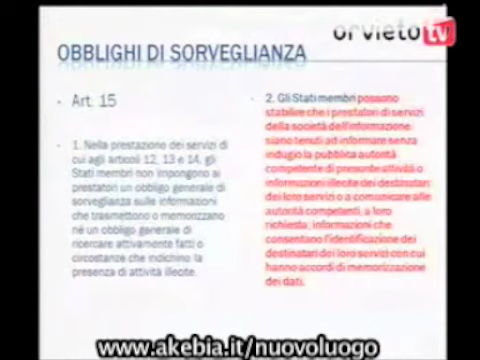 orvieto tv
OBBLIGHI DI SORVEGLIANZA
Art. 15
1. Nella prestazione dei servizi di
cui agli articoli 12, 13 e 14, gli
Stati membri non impongono ai
prestatori un obbligo generale di
sorveglianza sulle informazioni
che trasmettono o memorizzano
né un obbligo generale di
ricercare attivamente fatti o
circostanze che indichino la
presenza di attività illecite.
2. Gli Stati membri possono
stabilire che i prestatori di servizi
della società dell'informazione
siano tenuti ad informare senza
indugio la pubblica autorità
competente di presunte attività o
informazioni illecite dei destinatari
dei loro servizi o a comunicare alle
autorità competenti, a loro
richiesta, informazioni che
consentano l'identificazione dei
destinatari dei loro servizi con cui
hanno accordi di memorizzazione
dei dati.
www.akebia.it/nuovoluogo